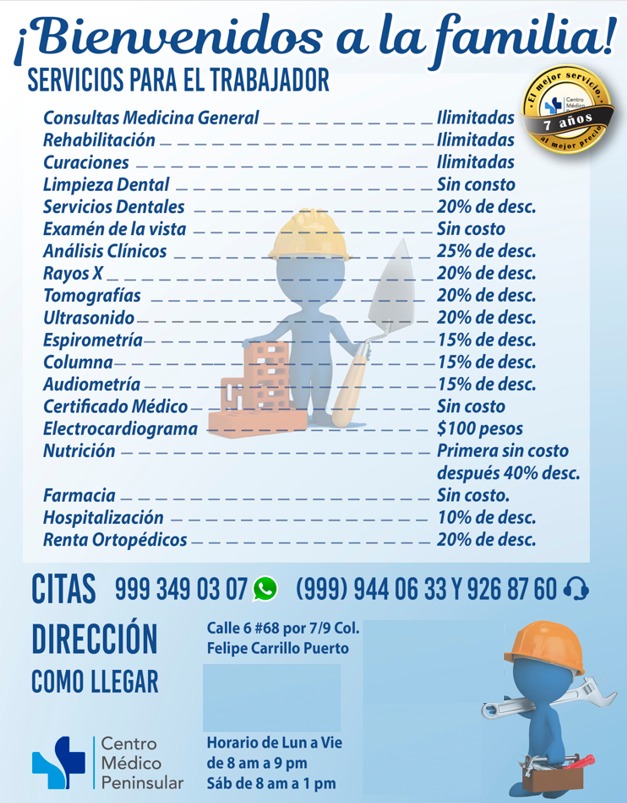 ¡Bienvenidos a la familia!
SERVICIOS PARA EL TRABAJADOR
El mejor servicio.
Centro
Médico
7 años
al mejor precio
Consultas Medicina General Ilimitadas
Rehabilitación Ilimitadas
Curaciones Ilimitadas
Limpieza Dental Sin consto
Servicios Dentales 20% de desc.
Examén de la vista Sin costo
Análisis Clínicos 25% de desc.
Rayos X 20% de desc.
Tomografías 20% de desc.
Ultrasonido 20% de desc.
Espirometría 15% de desc.
Columna 15% de desc.
Audiometría 15% de desc.
Certificado Médico Sin costo
Electrocardiograma $100 pesos
Nutrición Primera sin costo
después 40% desc.
Farmacia Sin costo.
Hospitalización 10% de desc.
Renta Ortopédicos 20% de desc.
CITAS 999 349 03 07 (999) 944 06 33 Y 926 87 60
DIRECCIÓN
Calle 6 #68 por 7/9 Col.
Felipe Carrillo Puerto
COMO LLEGAR
Centro
Médico
Peninsular
Horario de Lun a Vie
de 8 am a 9 pm
Sáb de 8 am a 1 pm